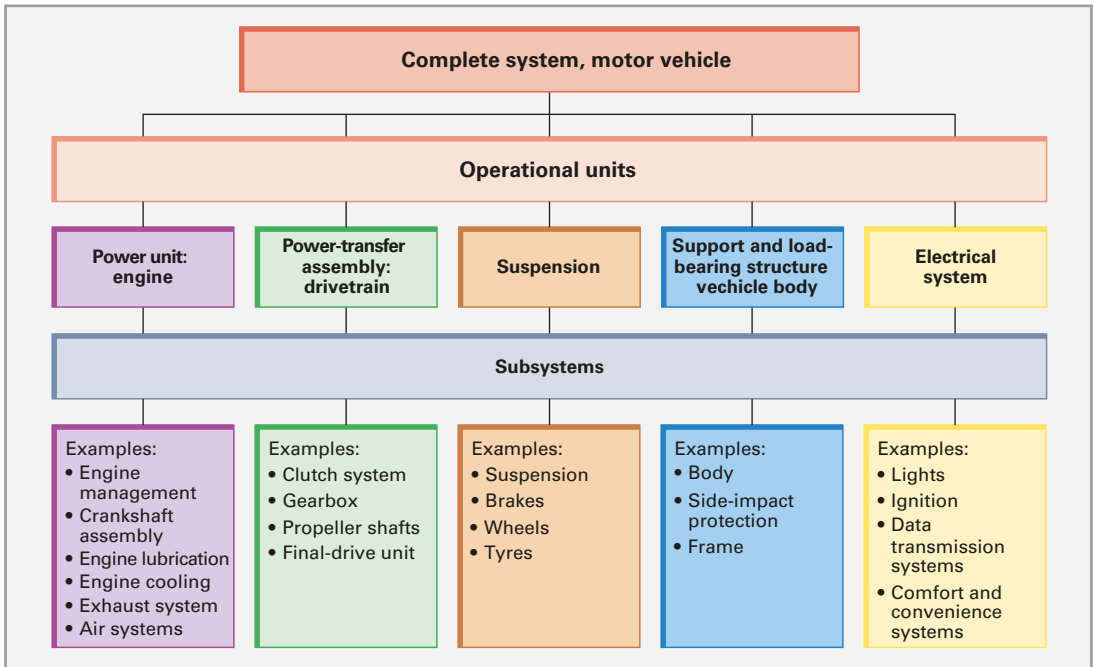 Complete system, motor vehicle
Operational units
Power unit:
engine
Power-transfer
assembly:
drivetrain
Suspension
Support and load-
bearing structure
vechicle body
Electrical
system
Subsystems
Examples:
• Engine
management
• Crankshaft
assembly
• Engine lubrication
• Engine cooling
• Exhaust system
• Air systems
Examples:
• Clutch system
• Gearbox
• Propeller shafts
• Final-drive unit
Examples:
• Suspension
• Brakes
• Wheels
• Tyres
Examples:
• Body
• Side-impact
protection
• Frame
Examples:
• Lights
• Ignition
• Data
transmission
systems
• Comfort and
convenience
systems